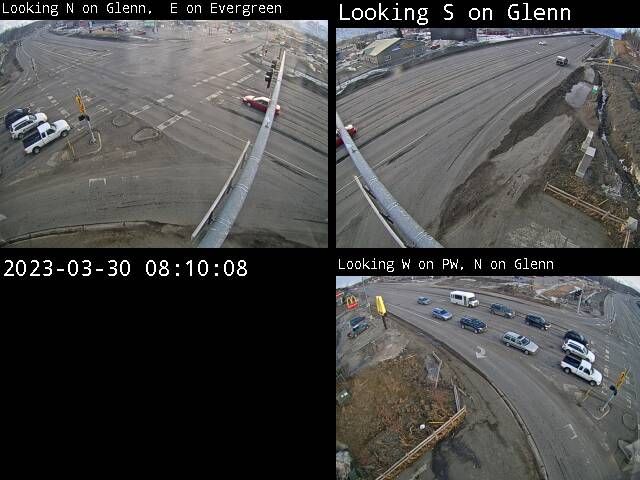 Looking N on Glenn,  E on Evergreen
Looking S on Glenn
2023-03-30 08:10:08
Looking W on PW, N on Glenn